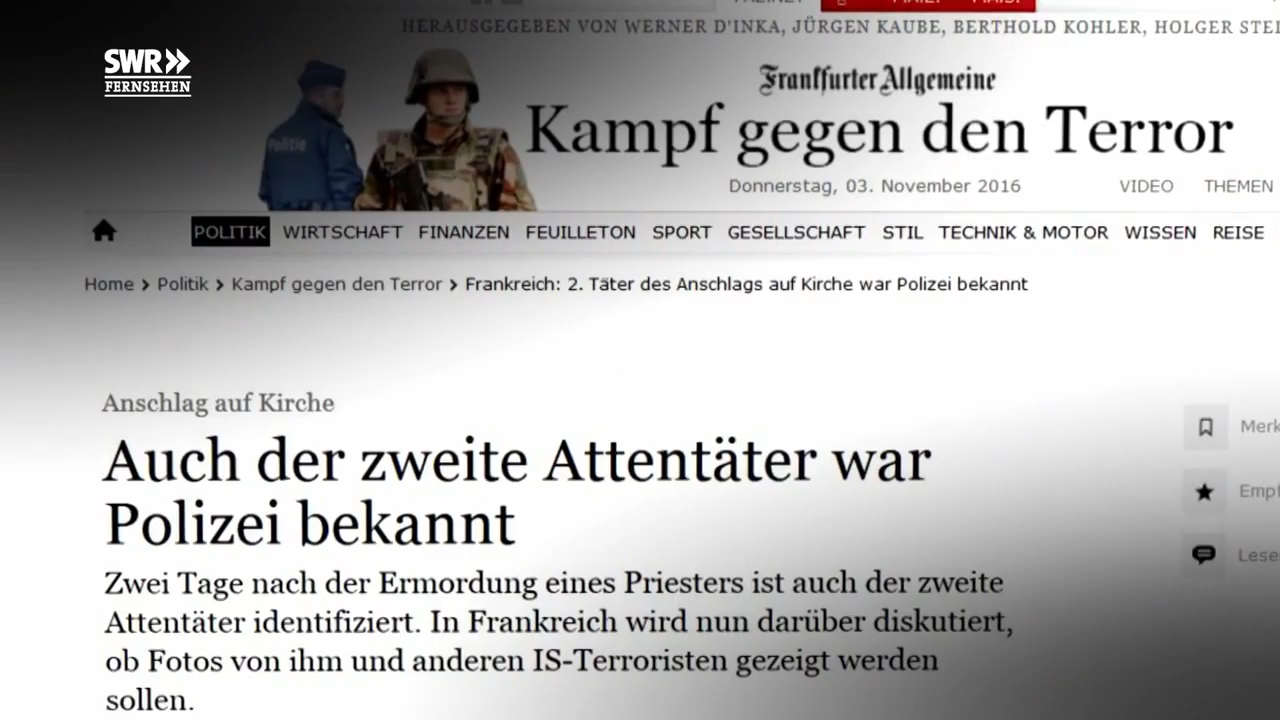 HERAUSGEGEBEN VON WERNER D'INKA, JÜRGEN KAUBE, BERTHOLD KOHLER, HOLGER
SWR
FERNSEHEN
Frankfurter Allgemeine
Politie
Kampf gegen den Terror
Donnerstag, 03. November 2016 VIDEO THEMEN
POLITIK WIRTSCHAFT FINANZEN FEUILLETON SPORT GESELLSCHAFT STIL TECHNIK & MOTOR WISSEN REISE
Home > Politik > Kampf gegen den Terror > Frankreich: 2. Täter des Anschlags auf Kirche war Polizei bekannt
Anschlag auf Kirche
Merk
Auch der zweite Attentäter war
Empf
Polizei bekannt
Lese
Zwei Tage nach der Ermordung eines Priesters ist auch der zweite
Attentäter identifiziert. In Frankreich wird nun darüber diskutiert,
ob Fotos von ihm und anderen IS-Terroristen gezeigt werden
sollen.